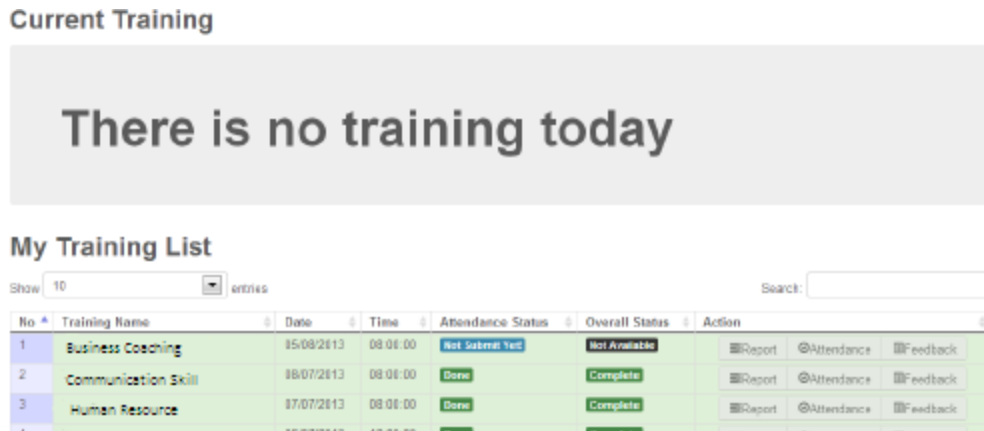 Current Training
There is no training today
My Training List
Show 10 entries Search:
No Training Name Date Time Attendance Status Overall Status Action
1 Business Coaching 05/08/2013 08:00:00 Not Submit Yet! Not Available Report Attendance Feedback
2 Communication Skill 08/07/2013 08:00:00 Done Complete Report Attendance Feedback
3 Human Resource 07/07/2013 08:00:00 Done Complete Report Attendance Feedback